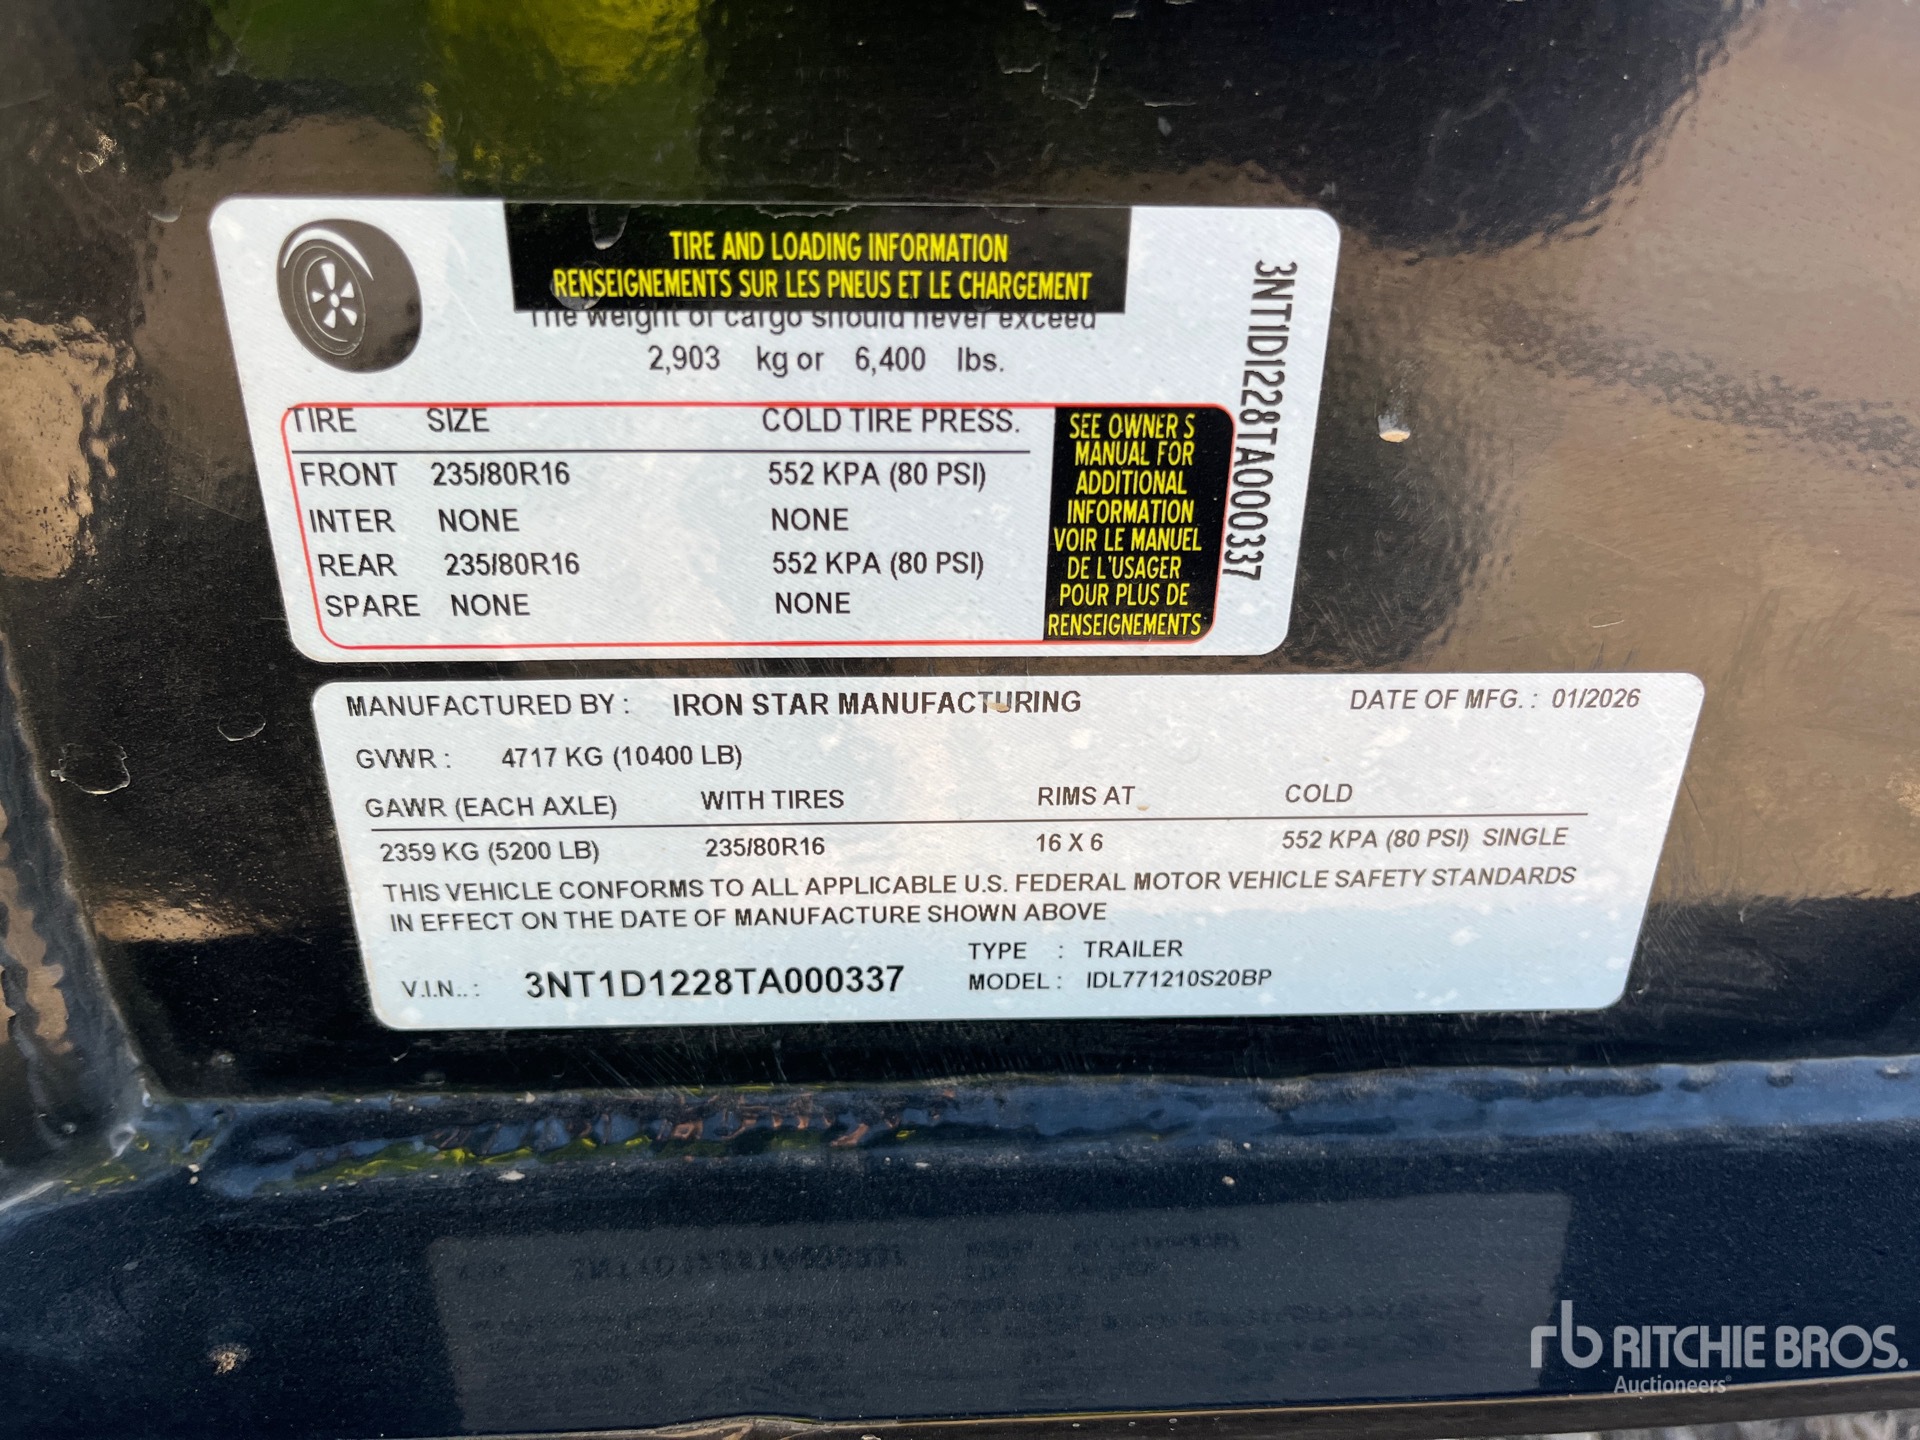 TIRE AND LOADING INFORMATION
RENSEIGNEMENTS SUR LES PNEUS ET LE CHARGEMENT
The weight of cargo should never exceed
2,903 kg or 6,400 lbs.
TIRE SIZE COLD TIRE PRESS.
FRONT 235/80R16 552 KPA (80 PSI)
INTER NONE NONE
REAR 235/80R16 552 KPA (80 PSI)
SPARE NONE NONE
SEE OWNER S
MANUAL FOR
ADDITIONAL
INFORMATION
VOIR LE MANUEL
DE L'USAGER
POUR PLUS DE
RENSEIGNEMENTS
3NT1D1228TA000337
MANUFACTURED BY : IRON STAR MANUFACTURING DATE OF MFG. : 01/2026
GVWR : 4717 KG (10400 LB)
GAWR (EACH AXLE) WITH TIRES RIMS AT COLD
2359 KG (5200 LB) 235/80R16 16 X 6 552 KPA (80 PSI) SINGLE
THIS VEHICLE CONFORMS TO ALL APPLICABLE U.S. FEDERAL MOTOR VEHICLE SAFETY STANDARDS
IN EFFECT ON THE DATE OF MANUFACTURE SHOWN ABOVE
TYPE : TRAILER
V.I.N.. : 3NT1D1228TA000337 MODEL : IDL771210S20BP
rb RITCHIE BROS.
Auctioneers